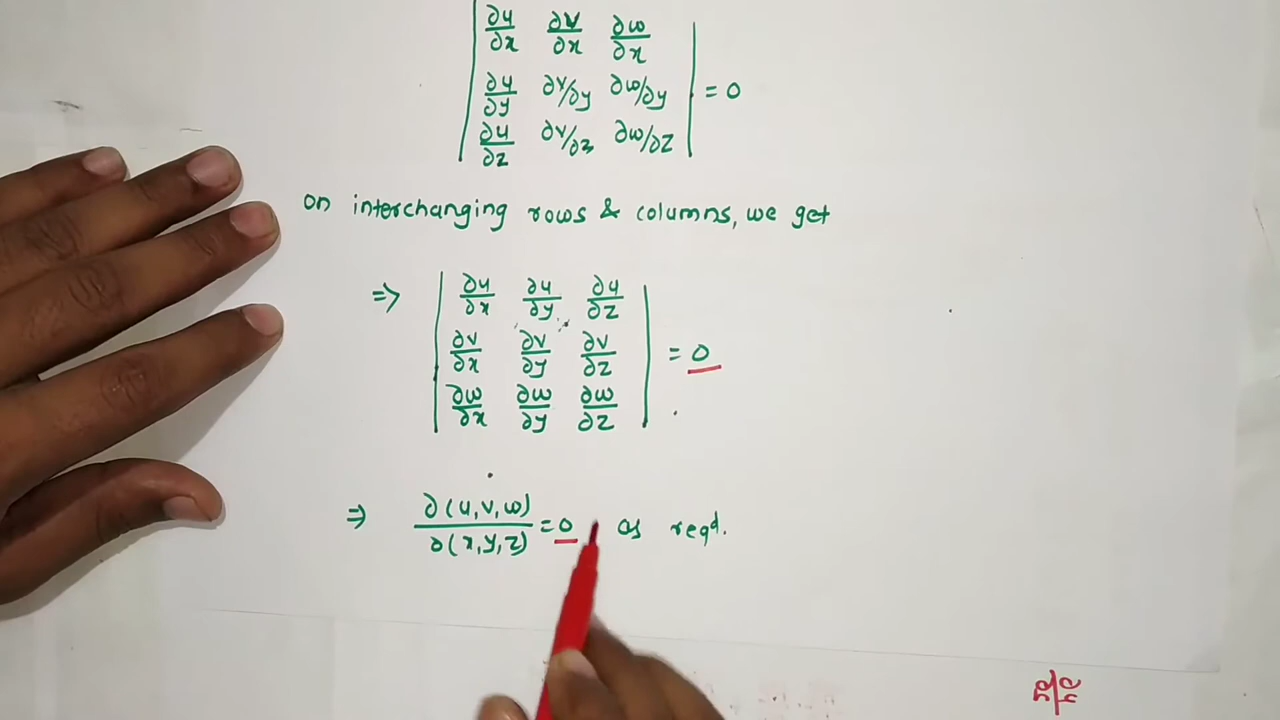 | ∂u/∂x ∂v/∂x ∂w/∂x |
| ∂u/∂y ∂v/∂y ∂w/∂y | = 0
| ∂u/∂z ∂v/∂z ∂w/∂z |
on interchanging rows & columns, we get
⇒ | ∂u/∂x ∂u/∂y ∂u/∂z |
| ∂v/∂x ∂v/∂y ∂v/∂z | = 0
| ∂w/∂x ∂w/∂y ∂w/∂z |
⇒ ∂(u,v,w)/∂(x,y,z) = 0 as reqd.